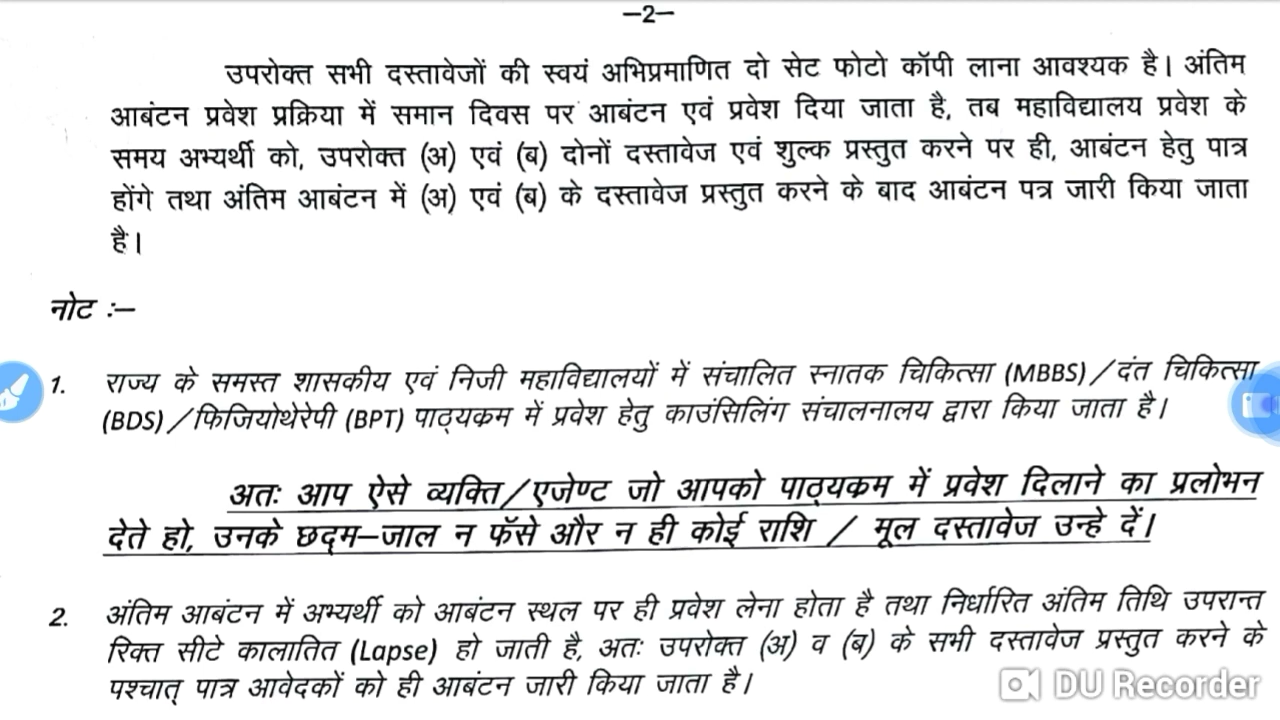 –2–
उपरोक्त सभी दस्तावेजों की स्वयं अभिप्रमाणित दो सेट फोटो कॉपी लाना आवश्यक है। अंतिम
आबंटन प्रवेश प्रक्रिया में समान दिवस पर आबंटन एवं प्रवेश दिया जाता है, तब महाविद्यालय प्रवेश के
समय अभ्यर्थी को, उपरोक्त (अ) एवं (ब) दोनों दस्तावेज एवं शुल्क प्रस्तुत करने पर ही, आबंटन हेतु पात्र
होंगे तथा अंतिम आबंटन में (अ) एवं (ब) के दस्तावेज प्रस्तुत करने के बाद आबंटन पत्र जारी किया जाता
है।
नोट :–
1. राज्य के समस्त शासकीय एवं निजी महाविद्यालयों में संचालित स्नातक चिकित्सा (MBBS)/दंत चिकित्सा
(BDS)/फिजियोथेरेपी (BPT) पाठ्यकम में प्रवेश हेतु काउंसिलिंग संचालनालय द्वारा किया जाता है।
अतः आप ऐसे व्यक्ति/एजेण्ट जो आपको पाठ्यकम में प्रवेश दिलाने का प्रलोभन
देते हो, उनके छद्म–जाल न फॅसे और न ही कोई राशि / मूल दस्तावेज उन्हे दें।
2. अंतिम आबंटन में अभ्यर्थी को आबंटन स्थल पर ही प्रवेश लेना होता है तथा निर्धारित अंतिम तिथि उपरान्त
रिक्त सीटे कालातित (Lapse) हो जाती है, अतः उपरोक्त (अ) व (ब) के सभी दस्तावेज प्रस्तुत करने के
पश्चात् पात्र आवेदकों को ही आबंटन जारी किया जाता है।
DU Recorder